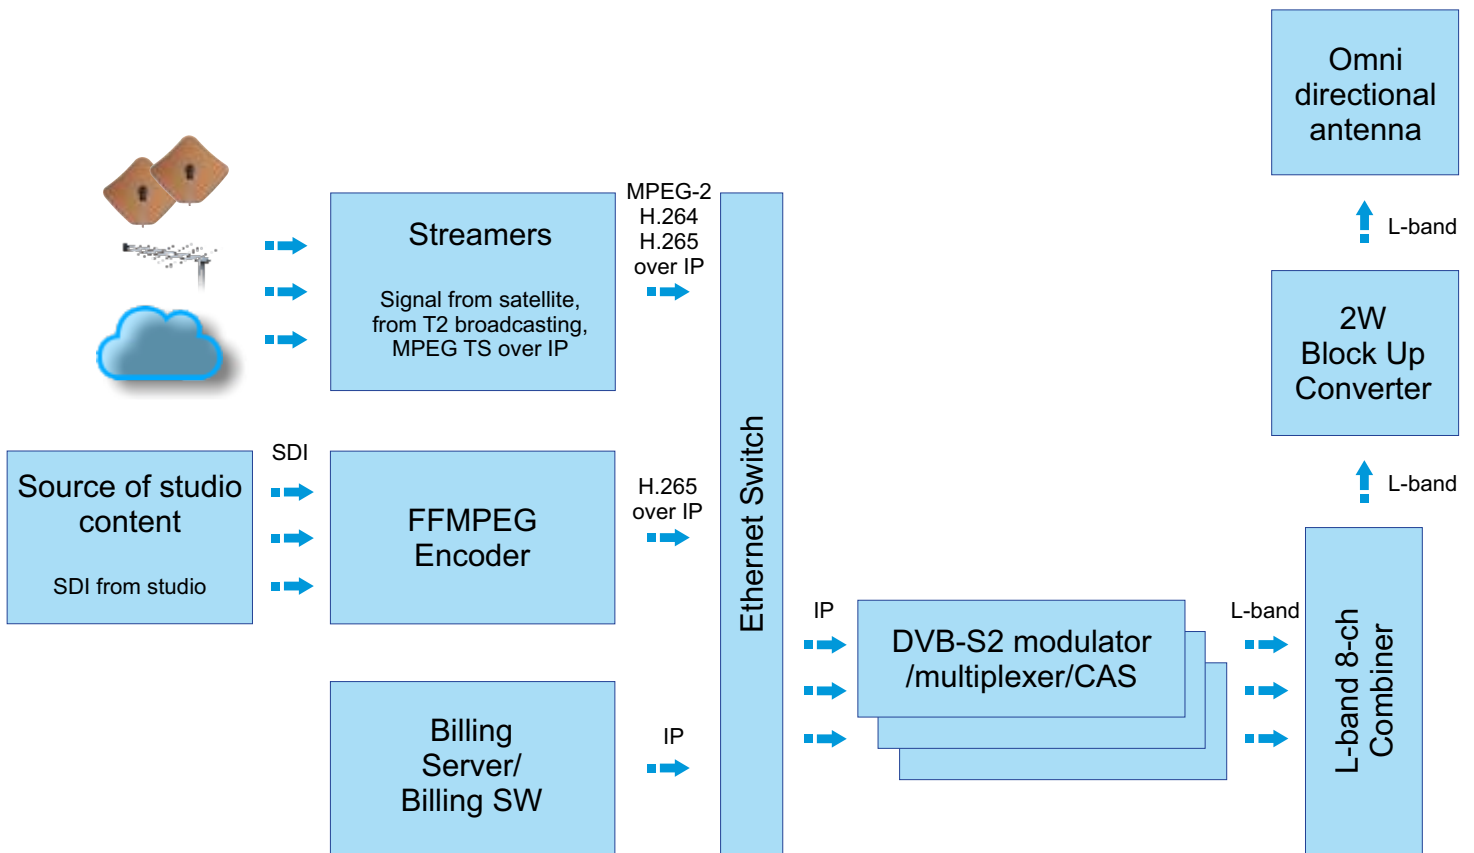 Omni
directional
antenna
L-band
2W
Block Up
Converter
L-band
Streamers
Signal from satellite,
from T2 broadcasting,
MPEG TS over IP
MPEG-2
H.264
H.265
over IP
Source of studio
content
SDI from studio
SDI
FFMPEG
Encoder
H.265
over IP
Billing
Server/
Billing SW
IP
Ethernet Switch
IP
DVB-S2 modulator
/multiplexer/CAS
L-band
L-band 8-ch
Combiner